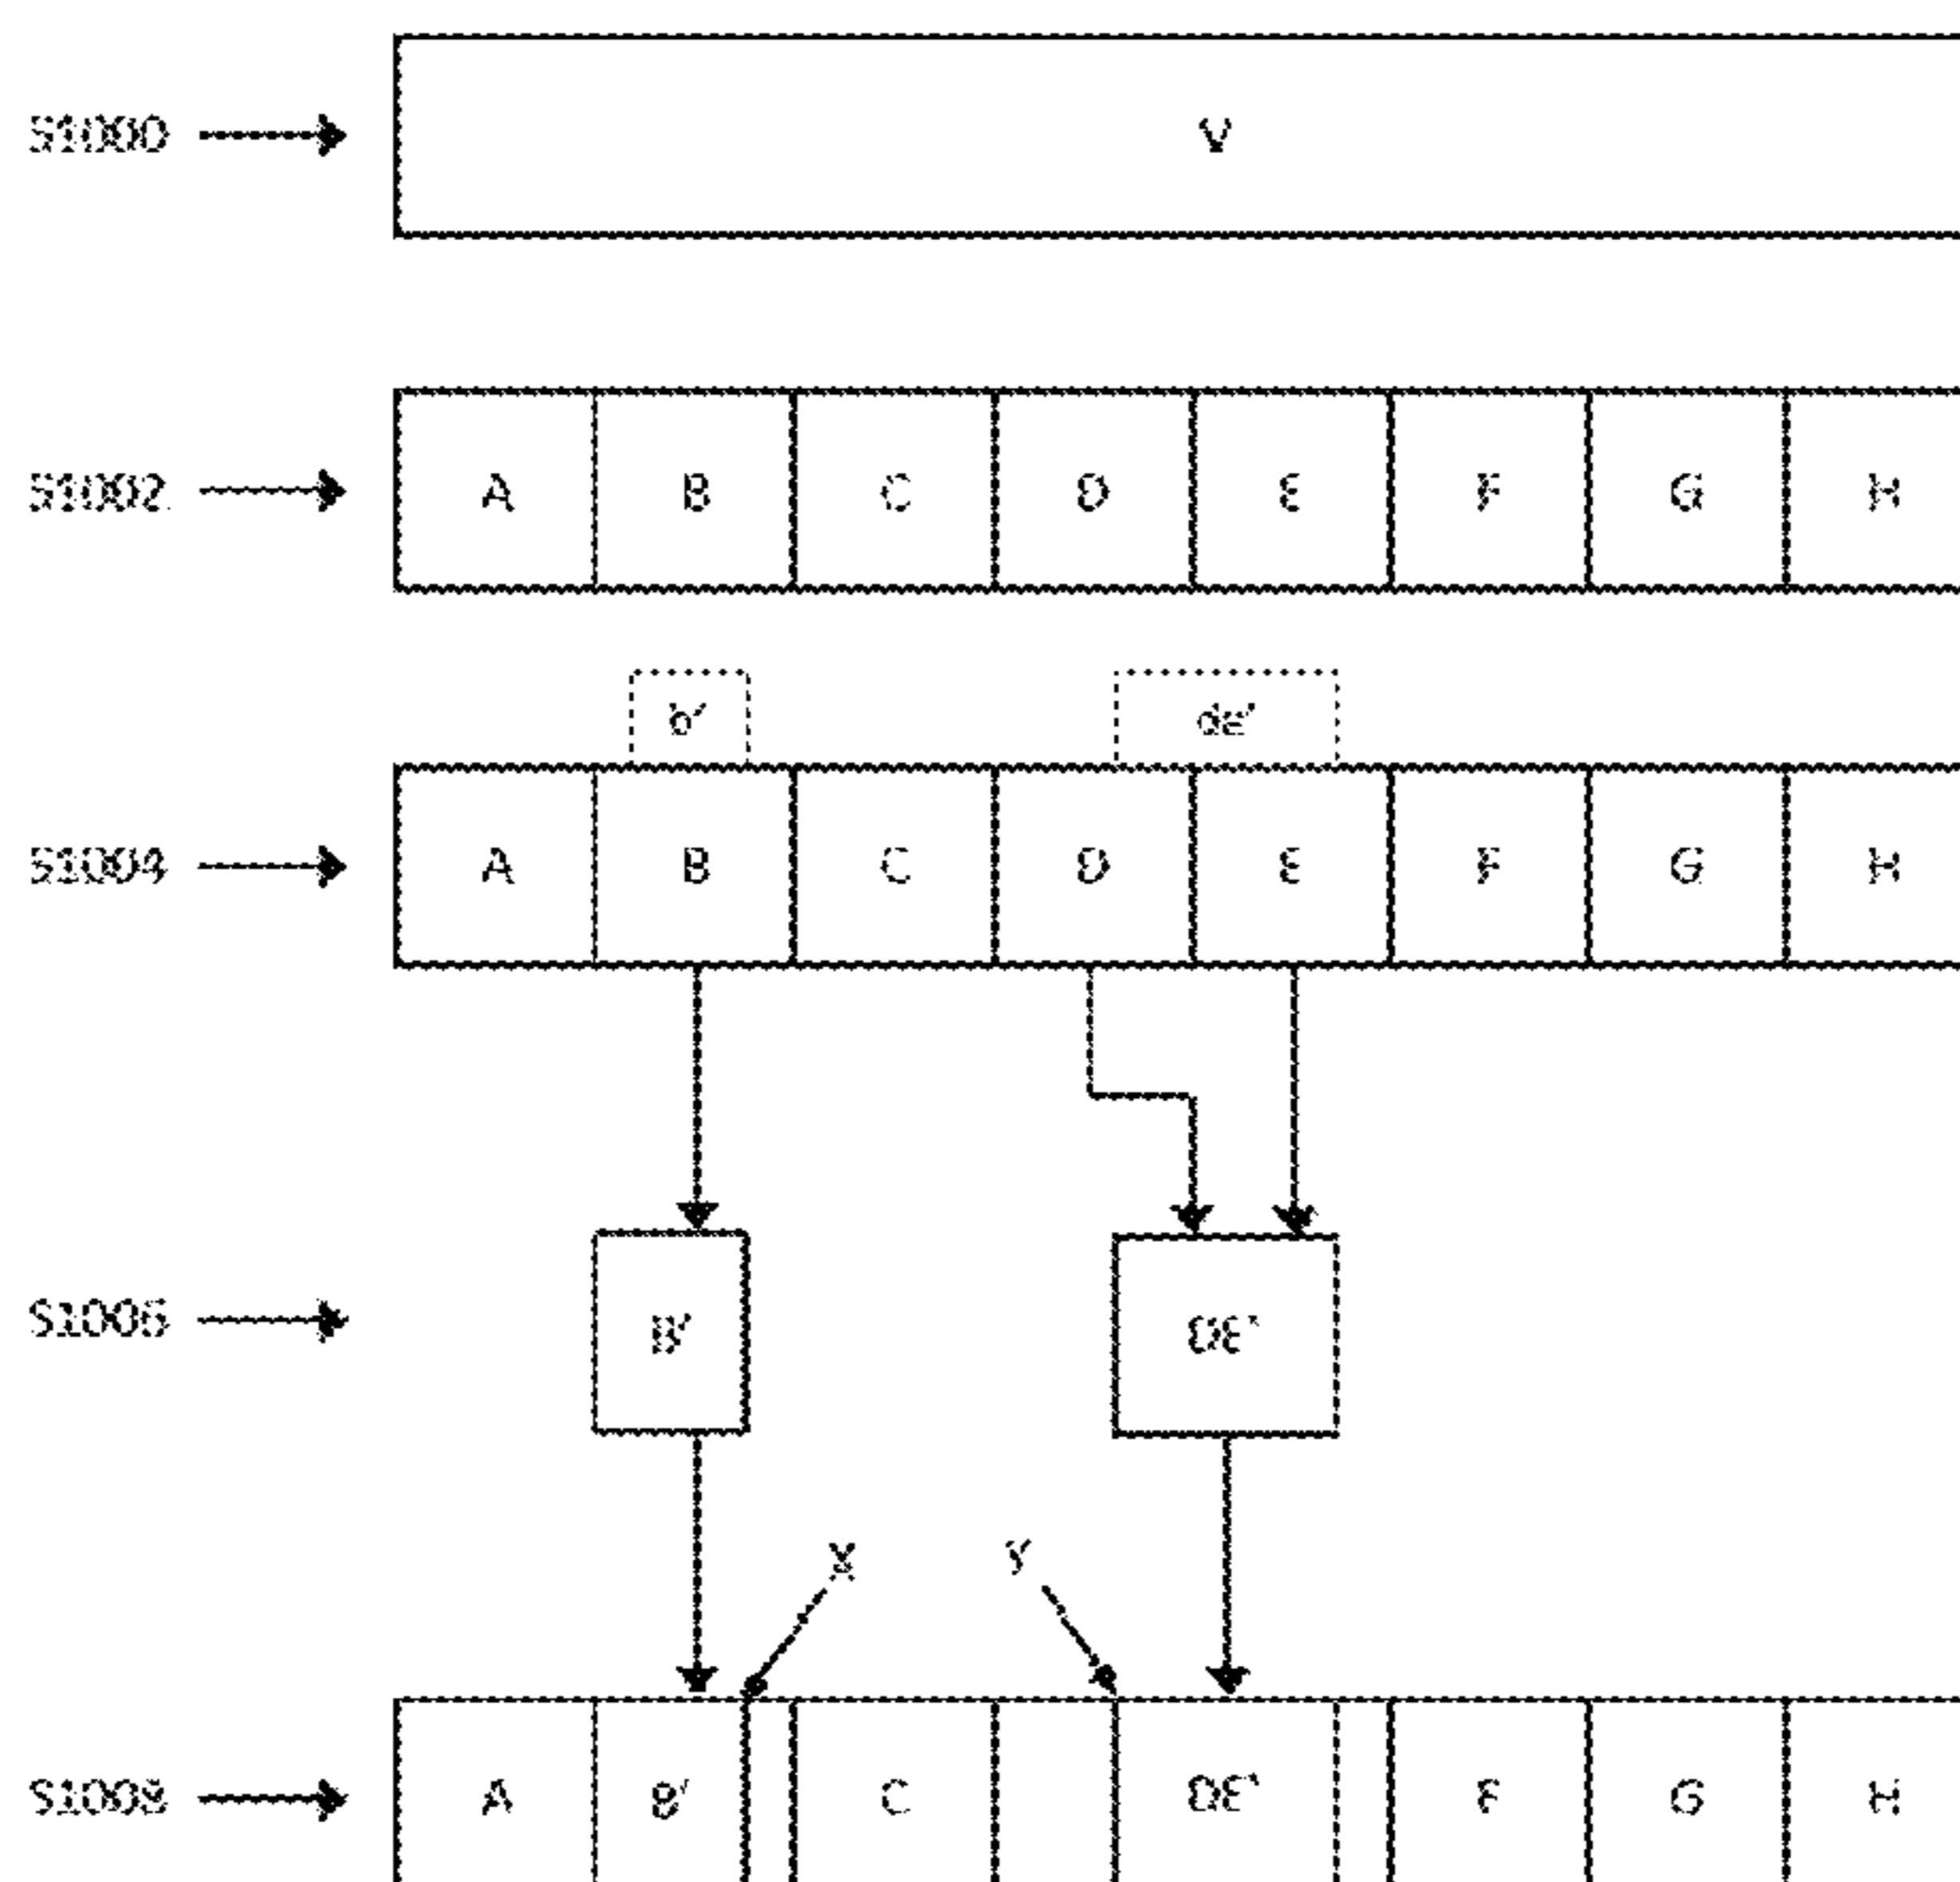 S1000 V
S1002 A B C D E F G H
b' de'
S1004 A B C D E F G H
S1006 B' DE'
X Y
S1008 A B' C DE' F G H